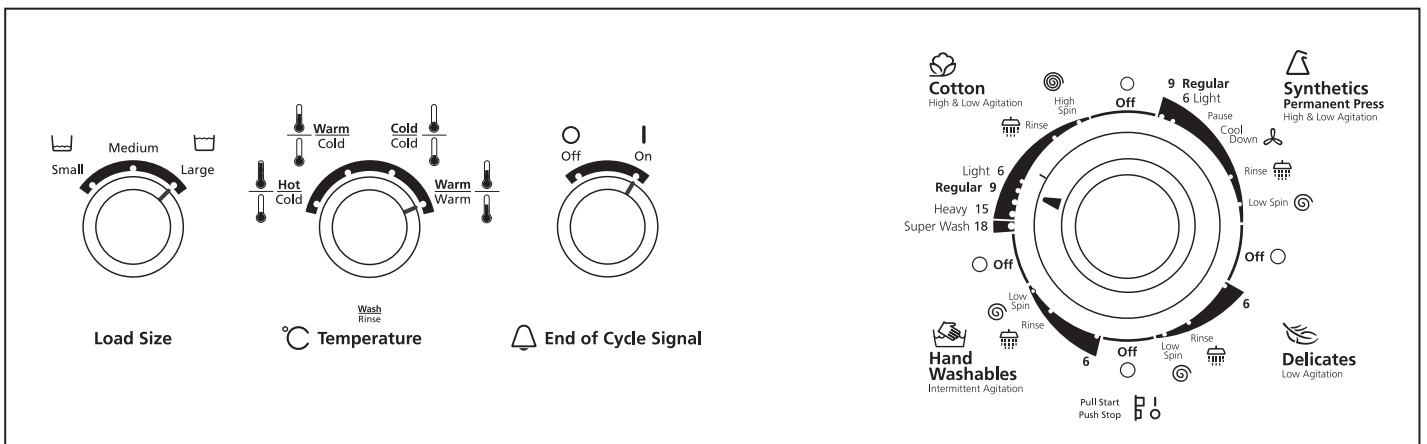 Small
Medium
Large
Load Size
Hot
Cold
Warm
Cold
Cold
Cold
Warm
Warm
Wash
Rinse
°C Temperature
Off
On
End of Cycle Signal
Cotton
High & Low Agitation
Super Wash 18
Heavy 15
Regular 9
Light 6
Rinse
High
Spin
Off
Synthetics
Permanent Press
High & Low Agitation
9 Regular
6 Light
Pause
Cool
Down
Rinse
Low Spin
Off
Delicates
Low Agitation
6
Rinse
Low
Spin
Off
Hand
Washables
Intermittent Agitation
6
Rinse
Low
Spin
Off
Pull Start
Push Stop